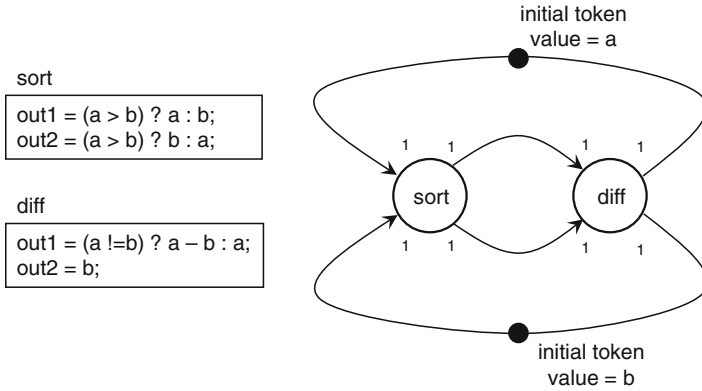 initial token
value = a
sort
out1 = (a > b) ? a : b;
out2 = (a > b) ? b : a;
1 1 1 1
sort diff
diff
out1 = (a !=b) ? a – b : a;
out2 = b;
1 1 1 1
initial token
value = b